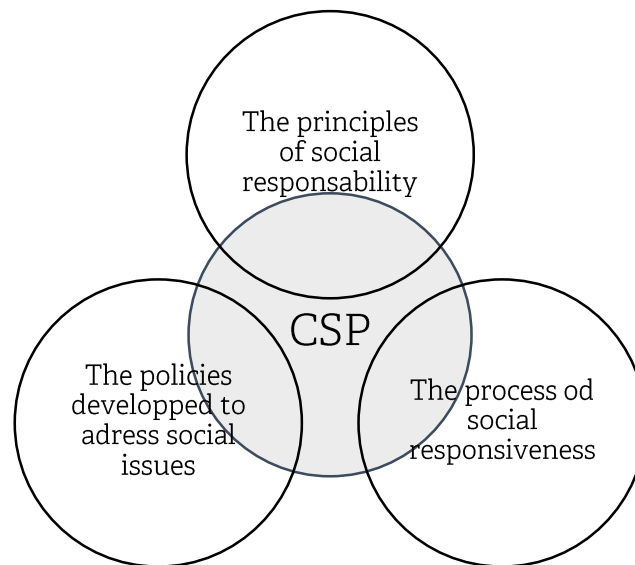 The principles
of social
responsability
CSP
The policies
developped to
adress social
issues
The process od
social
responsiveness